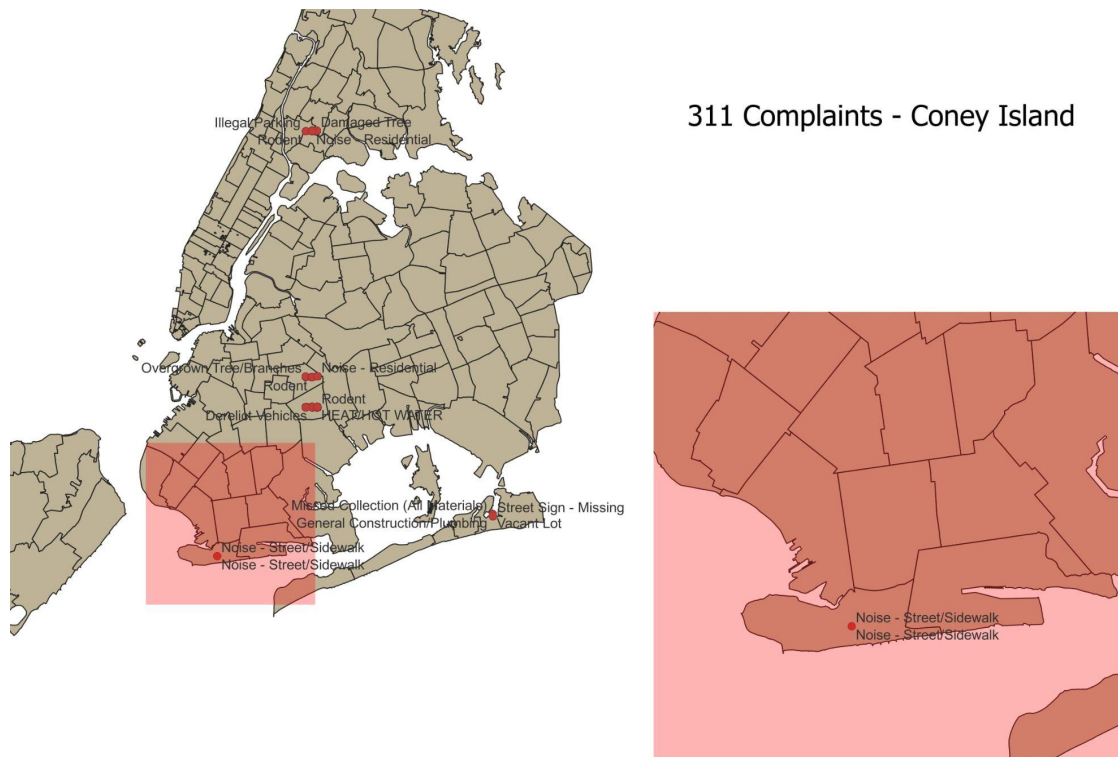 311 Complaints - Coney Island
Illegal Parking
Damaged Tree
Rodent
Noise - Residential
Overgrown Tree/Branches
Noise - Residential
Rodent
Rodent
Derelict Vehicles
HEAT/HOT WATER
Missed Collection (All Materials)
Street Sign - Missing
General Construction/Plumbing
Vacant Lot
Noise - Street/Sidewalk
Noise - Street/Sidewalk
Noise - Street/Sidewalk
Noise - Street/Sidewalk